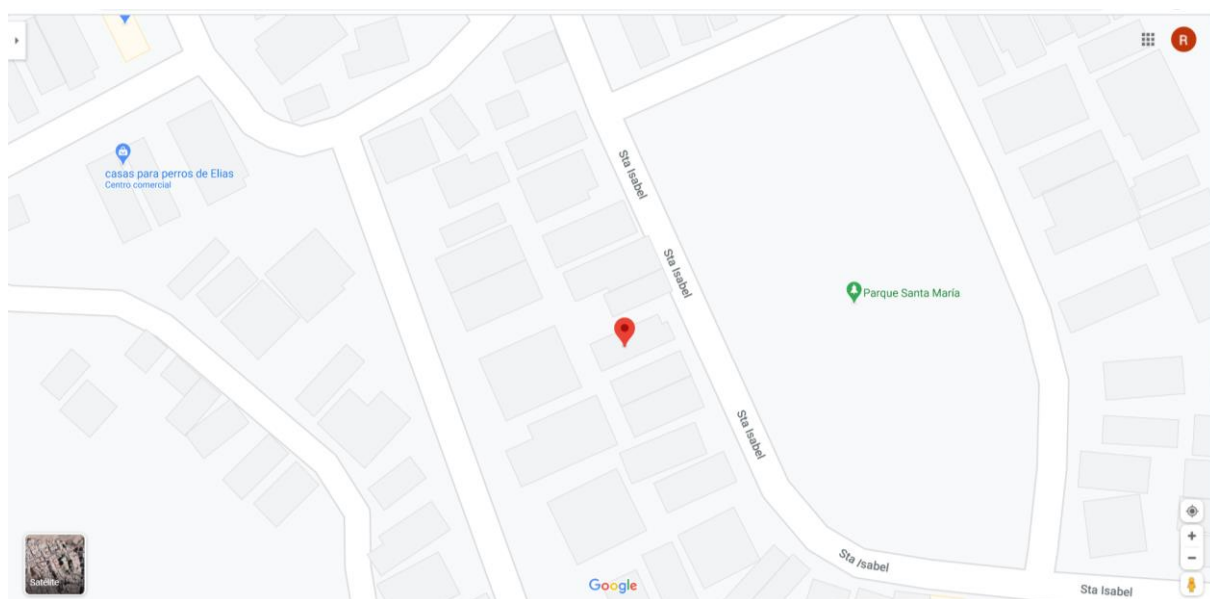 R
Sta Isabel
casas para perros de Elias
Centro comercial
Sta Isabel
Parque Santa María
Sta Isabel
Sta Isabel
Satélite
Google
Sta Isabel